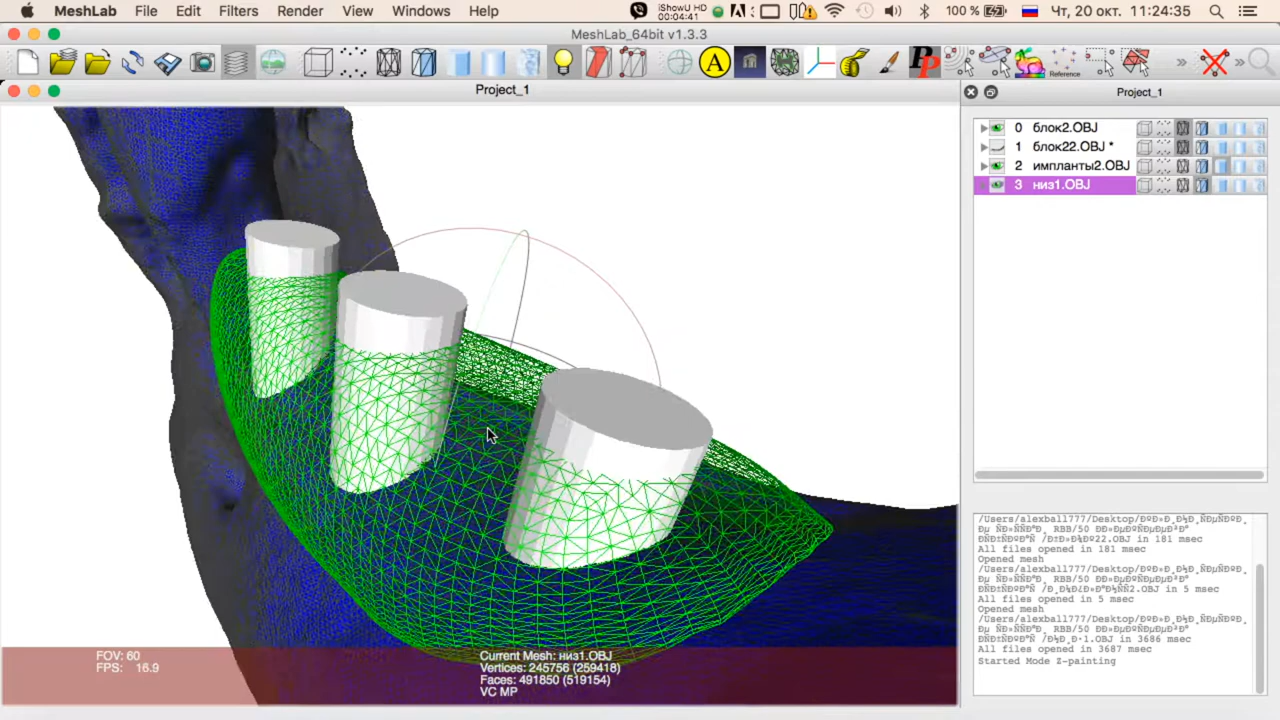 MeshLab File Edit Filters Render View Windows Help
iShowU HD
00:04:41
100 %
Чт, 20 окт. 11:24:35
MeshLab_64bit v1.3.3
A
Reference
Project_1
Project_1
0 блок2.OBJ
1 блок22.OBJ *
2 импланты2.OBJ
3 низ1.OBJ
All files opened in 181 msec
Opened mesh
All files opened in 5 msec
Opened mesh
All files opened in 3687 msec
Started Mode Z-painting
FOV: 60
FPS: 16.9
Current Mesh: низ1.OBJ
Vertices: 245756 (259418)
Faces: 491850 (519154)
VC MP